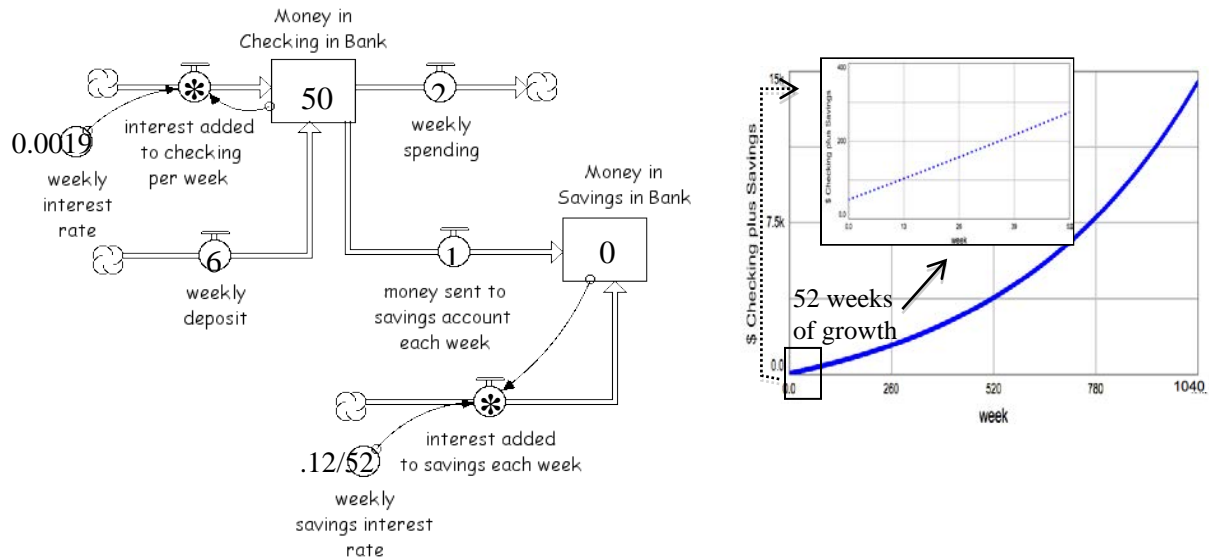 Money in
Checking in Bank
50
2
weekly
spending
0.0019
interest added
to checking
per week
weekly
interest
rate
Money in
Savings in Bank
0
6
weekly
deposit
1
money sent to
savings account
each week
interest added
to savings each week
.12/52
weekly
savings interest
rate
15k
7.5k
0.0
$ Checking plus Savings
400
200
0.0
$ Checking plus Savings
0.0
13
26
39
52
week
52 weeks
of growth
0.0
260
520
780
1040
week